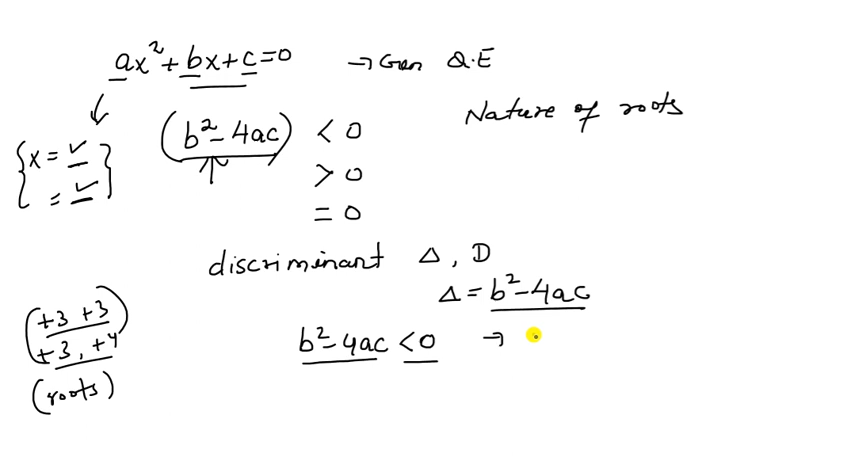 ax²+bx+c=0 → Gen Q.E
Nature of roots
(b²-4ac) < 0
x = ✓
> 0
= ✓
= 0
discriminant Δ, D
Δ = b²-4ac
+3 +3
+3, +4
b²-4ac <0 →
(roots)